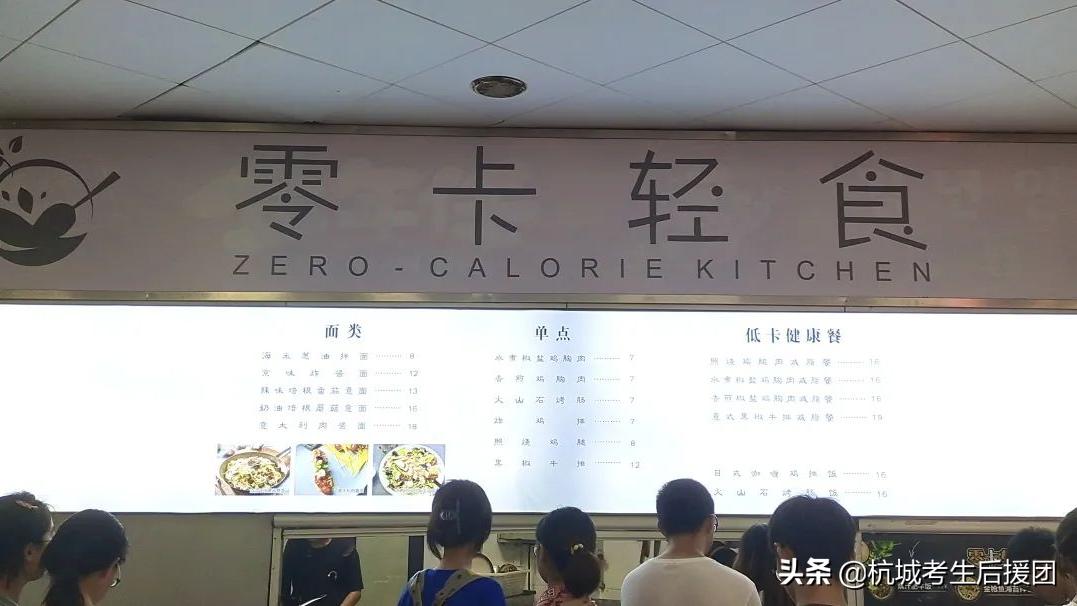 零卡轻食
ZERO-CALORIE KITCHEN
面类
京味炸酱面 12
辣味培根番茄意面 13
奶油培根蘑菇意面 16
意大利肉酱面 18
单点
水煮椒盐鸡胸肉 7
香煎鸡胸肉 7
火山石烤肠 7
炸鸡排 7
照烧鸡腿 8
黑椒牛排 12
低卡健康餐
照烧鸡腿肉减脂餐 16
水煮椒盐鸡胸肉减脂餐 16
香煎椒盐鸡胸肉减脂餐 16
意式黑椒牛排减脂餐 19
日式咖喱鸡排饭 16
火山石烤肠饭 16
头条 @杭城考生后援团